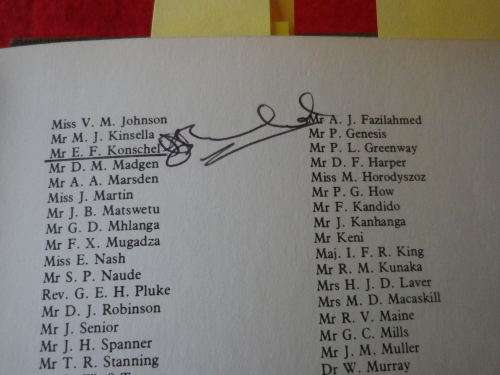 Miss V. M. Johnson
Mr M. J. Kinsella
Mr E. F. Konschel
Mr D. M. Madgen
Mr A. A. Marsden
Miss J. Martin
Mr J. B. Matswetu
Mr G. D. Mhlanga
Mr F. X. Mugadza
Miss E. Nash
Mr S. P. Naude
Rev. G. E. H. Pluke
Mr D. J. Robinson
Mr J. Senior
Mr J. H. Spanner
Mr T. R. Stanning
Mr A. J. Fazilahmed
Mr P. Genesis
Mr P. L. Greenway
Mr D. F. Harper
Miss M. Horodyszoz
Mr P. G. How
Mr F. Kandido
Mr J. Kanhanga
Mr Keni
Maj. I. F. R. King
Mr R. M. Kunaka
Mrs H. J. D. Laver
Mrs M. D. Macaskill
Mr R. V. Maine
Mr G. C. Mills
Mr J. M. Muller
Dr W. Murray